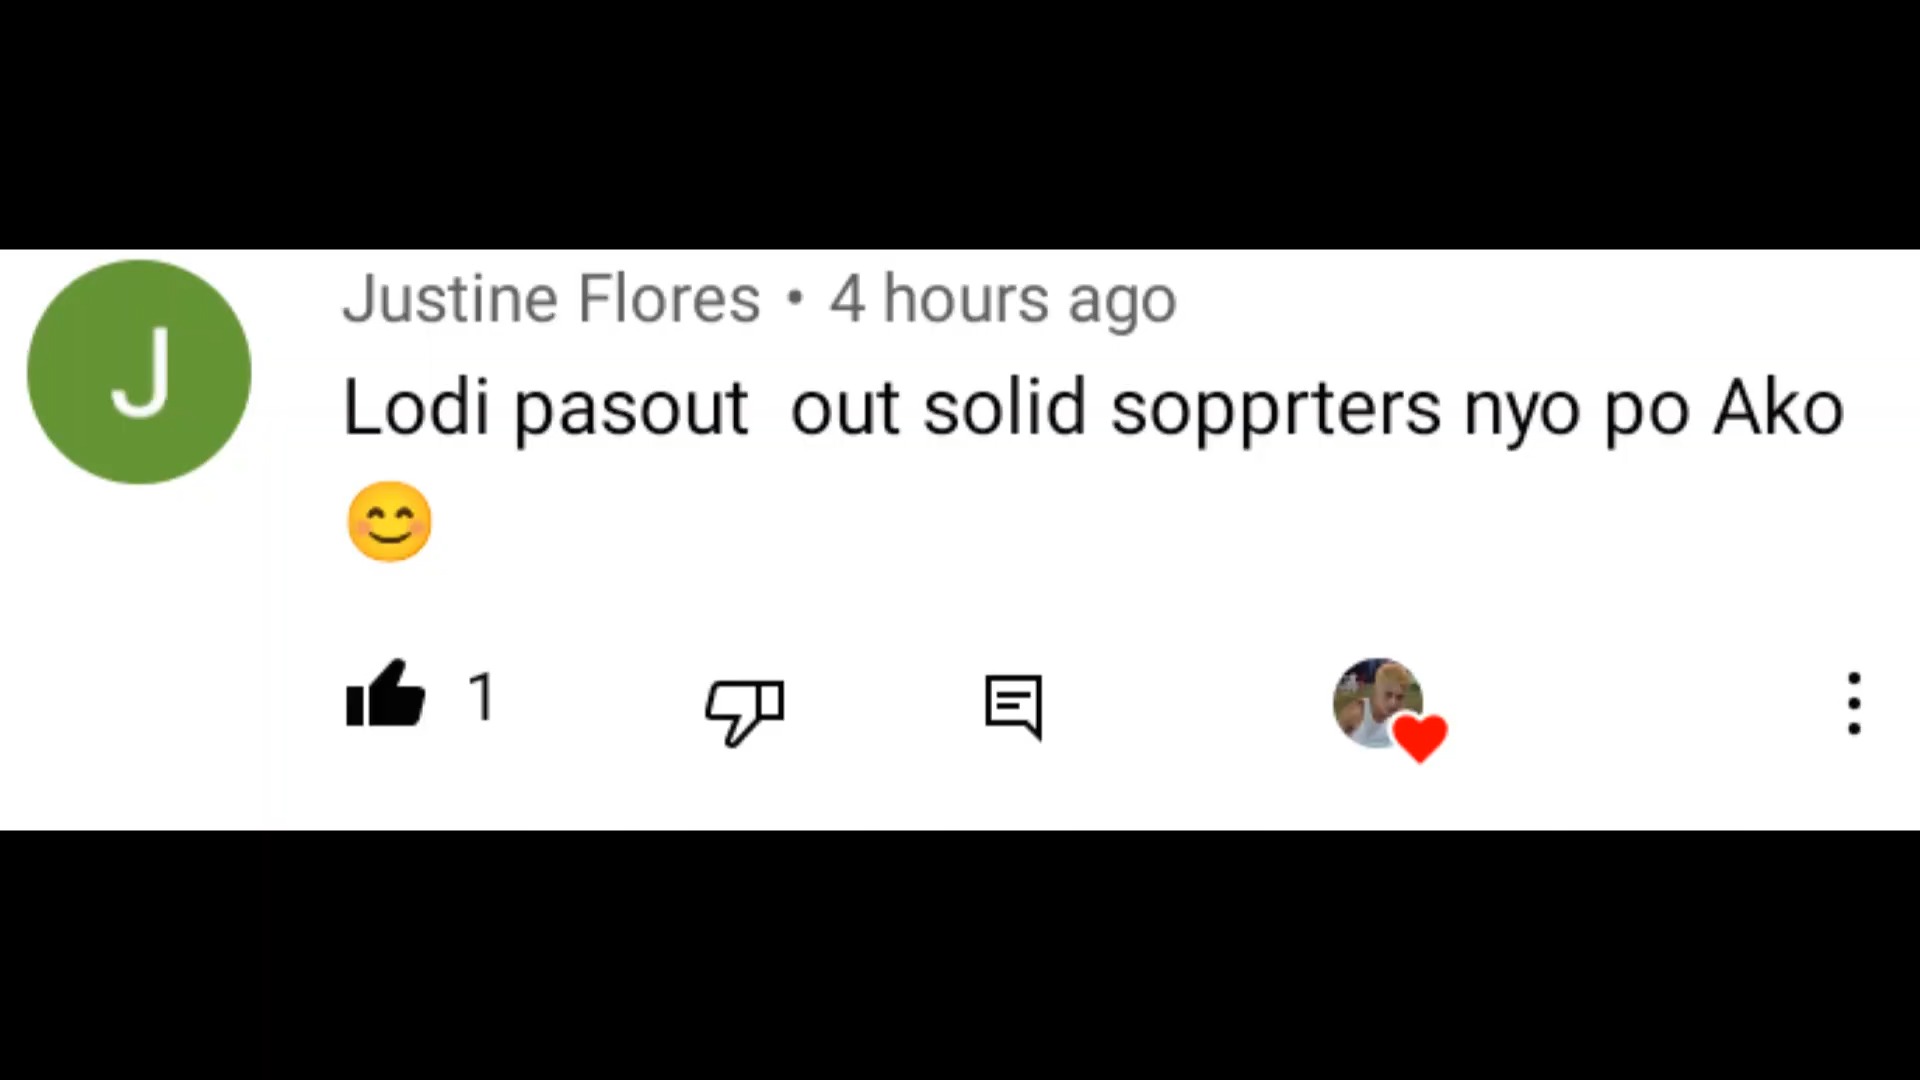 J
Justine Flores • 4 hours ago
Lodi pasout  out solid sopprters nyo po Ako
😊
1